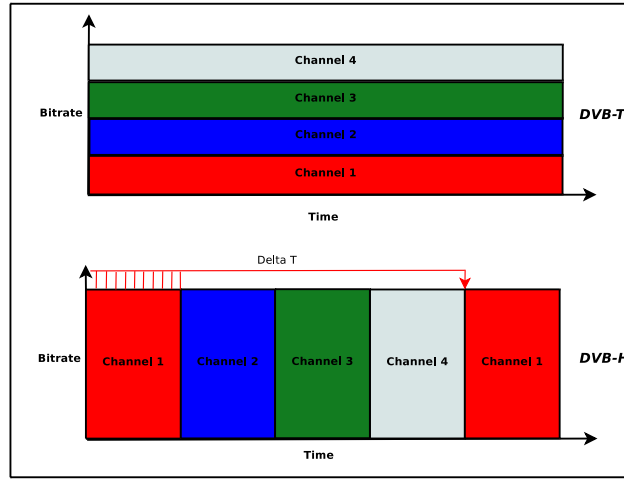 Channel 4
Channel 3
Bitrate
DVB-T
Channel 2
Channel 1
Time
Delta T
Bitrate
Channel 1
Channel 2
Channel 3
Channel 4
Channel 1
DVB-H
Time